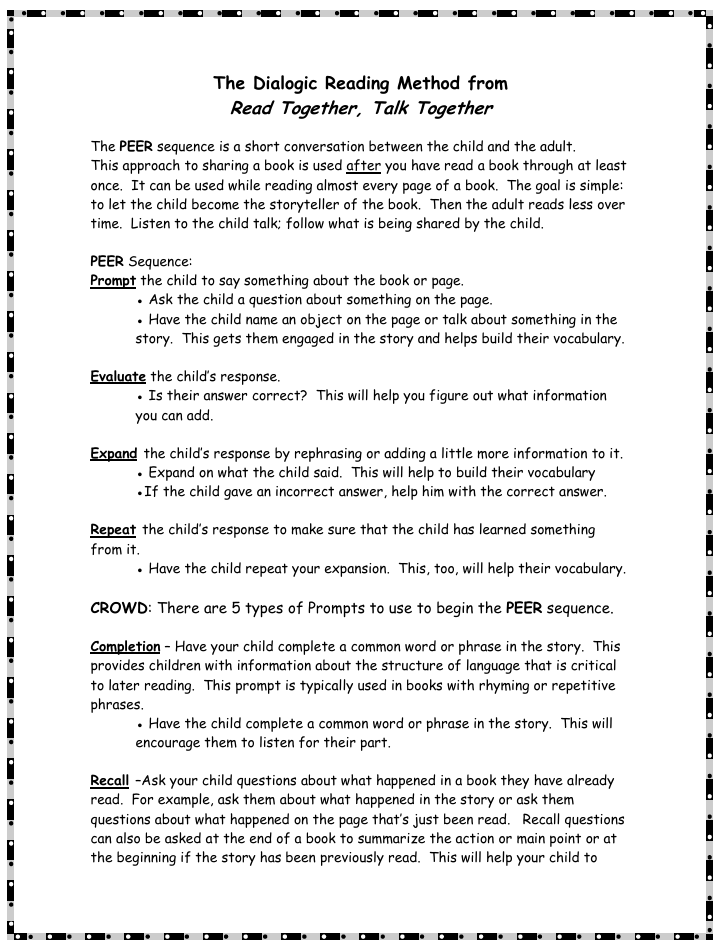 The Dialogic Reading Method from
Read Together, Talk Together
The PEER sequence is a short conversation between the child and the adult.
This approach to sharing a book is used after you have read a book through at least
once. It can be used while reading almost every page of a book. The goal is simple:
to let the child become the storyteller of the book. Then the adult reads less over
time. Listen to the child talk; follow what is being shared by the child.
PEER Sequence:
Prompt the child to say something about the book or page.
• Ask the child a question about something on the page.
• Have the child name an object on the page or talk about something in the
story. This gets them engaged in the story and helps build their vocabulary.
Evaluate the child's response.
• Is their answer correct? This will help you figure out what information
you can add.
Expand the child's response by rephrasing or adding a little more information to it.
• Expand on what the child said. This will help to build their vocabulary
•If the child gave an incorrect answer, help him with the correct answer.
Repeat the child's response to make sure that the child has learned something
from it.
• Have the child repeat your expansion. This, too, will help their vocabulary.
CROWD: There are 5 types of Prompts to use to begin the PEER sequence.
Completion – Have your child complete a common word or phrase in the story. This
provides children with information about the structure of language that is critical
to later reading. This prompt is typically used in books with rhyming or repetitive
phrases.
• Have the child complete a common word or phrase in the story. This will
encourage them to listen for their part.
Recall –Ask your child questions about what happened in a book they have already
read. For example, ask them about what happened in the story or ask them
questions about what happened on the page that's just been read. Recall questions
can also be asked at the end of a book to summarize the action or main point or at
the beginning if the story has been previously read. This will help your child to